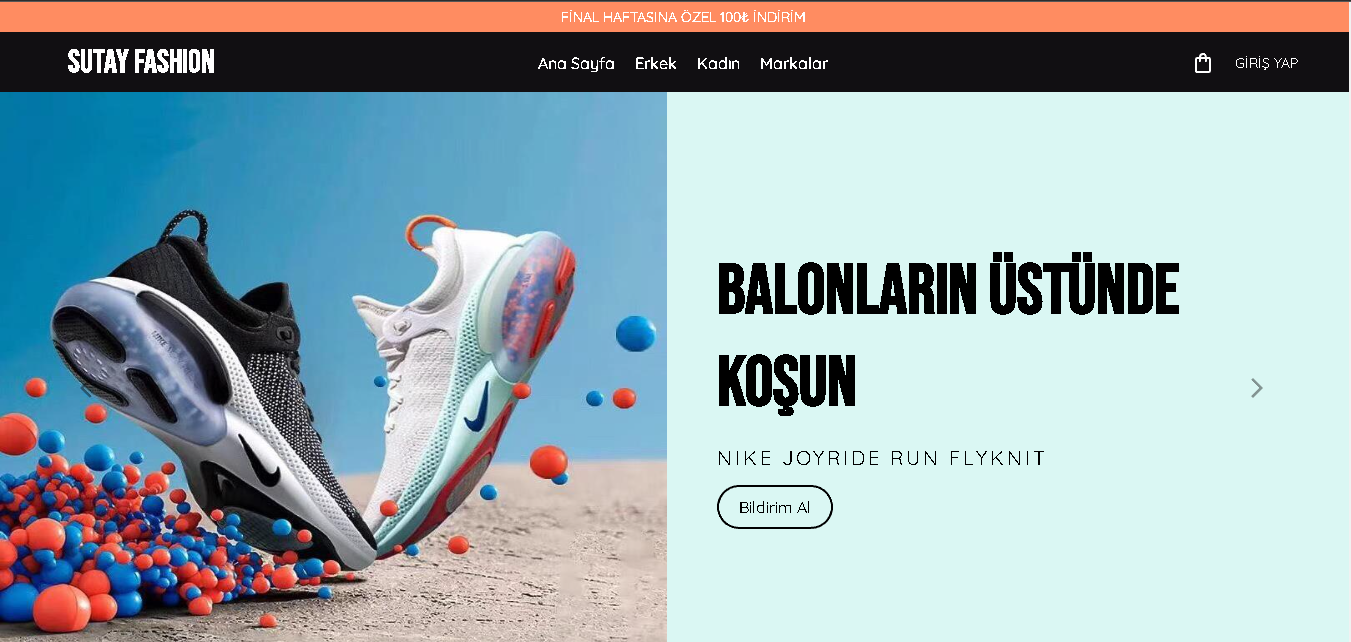 FİNAL HAFTASINA ÖZEL 100₺ İNDİRİM
SUTAY FASHION
Ana Sayfa Erkek Kadın Markalar
GİRİŞ YAP
BALONLARIN ÜSTÜNDE
KOŞUN
NIKE JOYRIDE RUN FLYKNIT
Bildirim Al